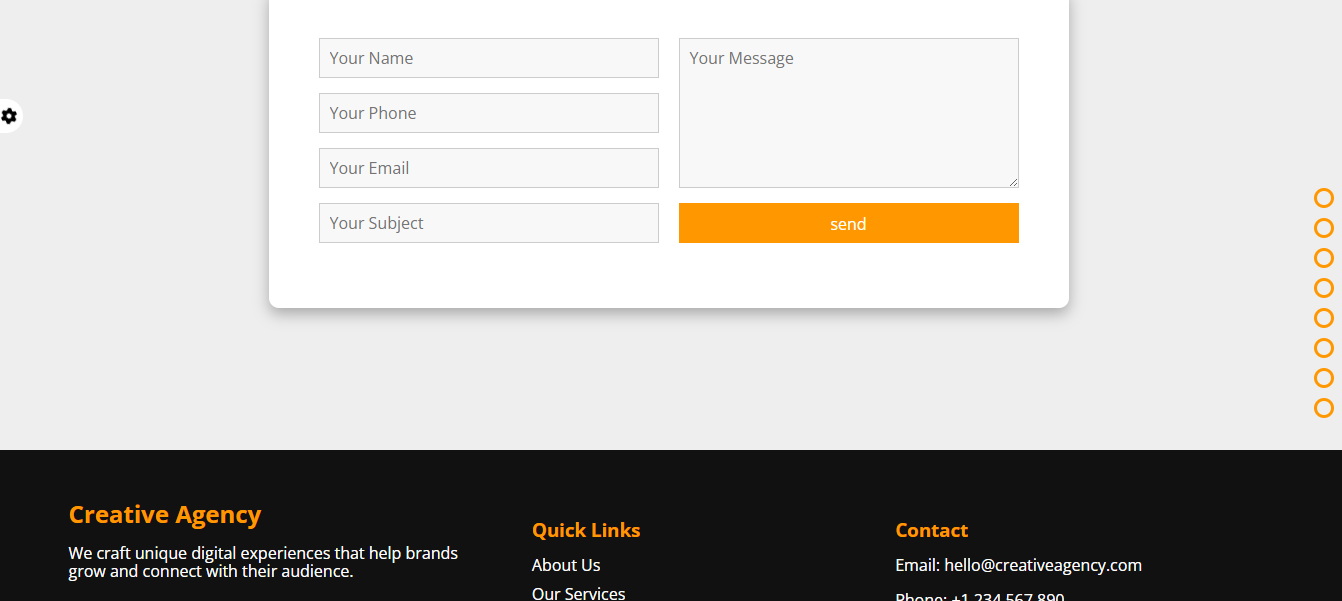 Your Name
Your Phone
Your Email
Your Subject
Your Message
send
Creative Agency
We craft unique digital experiences that help brands
grow and connect with their audience.
Quick Links
About Us
Our Services
Contact
Email: hello@creativeagency.com
Phone: +1 234 567 890